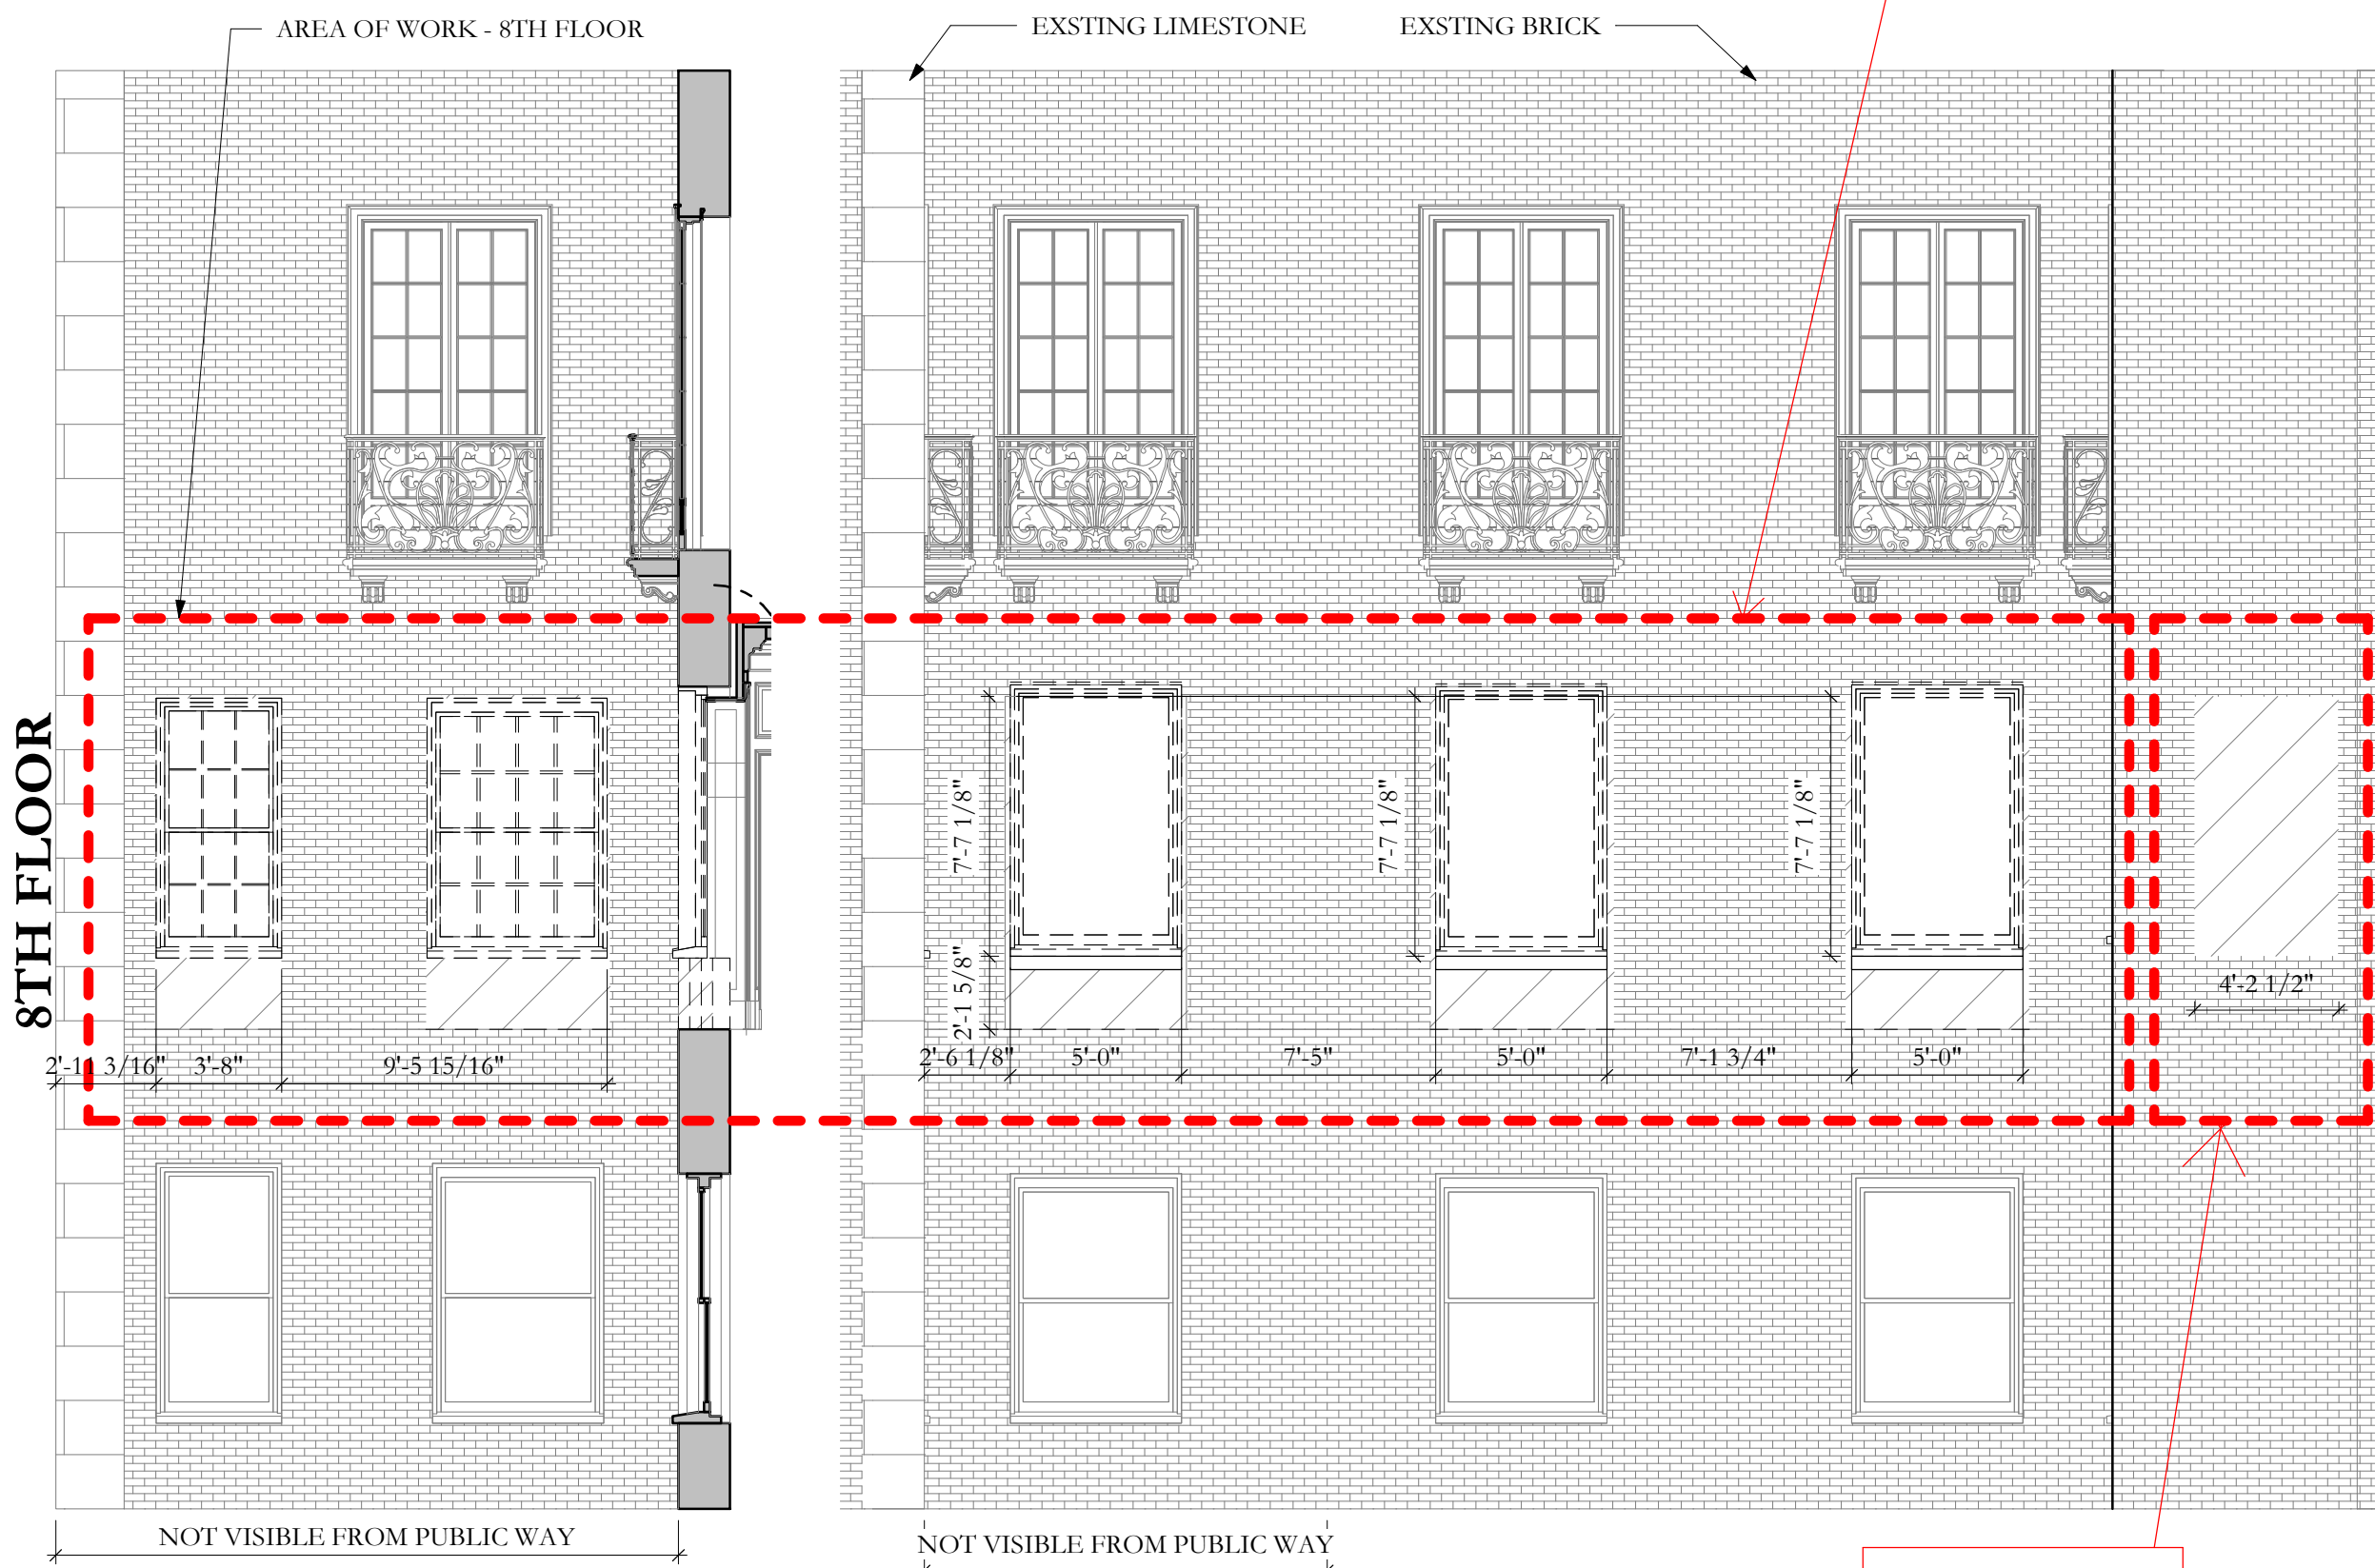 AREA OF WORK - 8TH FLOOR
EXSTING LIMESTONE
EXSTING BRICK
8TH FLOOR
7'-7 1/8"
7'-7 1/8"
7'-7 1/8"
2'-1 5/8"
4'-2 1/2"
2'-11 3/16"
3'-8"
9'-5 15/16"
2'-6 1/8"
5'-0"
7'-5"
5'-0"
7'-1 3/4"
5'-0"
NOT VISIBLE FROM PUBLIC WAY
NOT VISIBLE FROM PUBLIC WAY